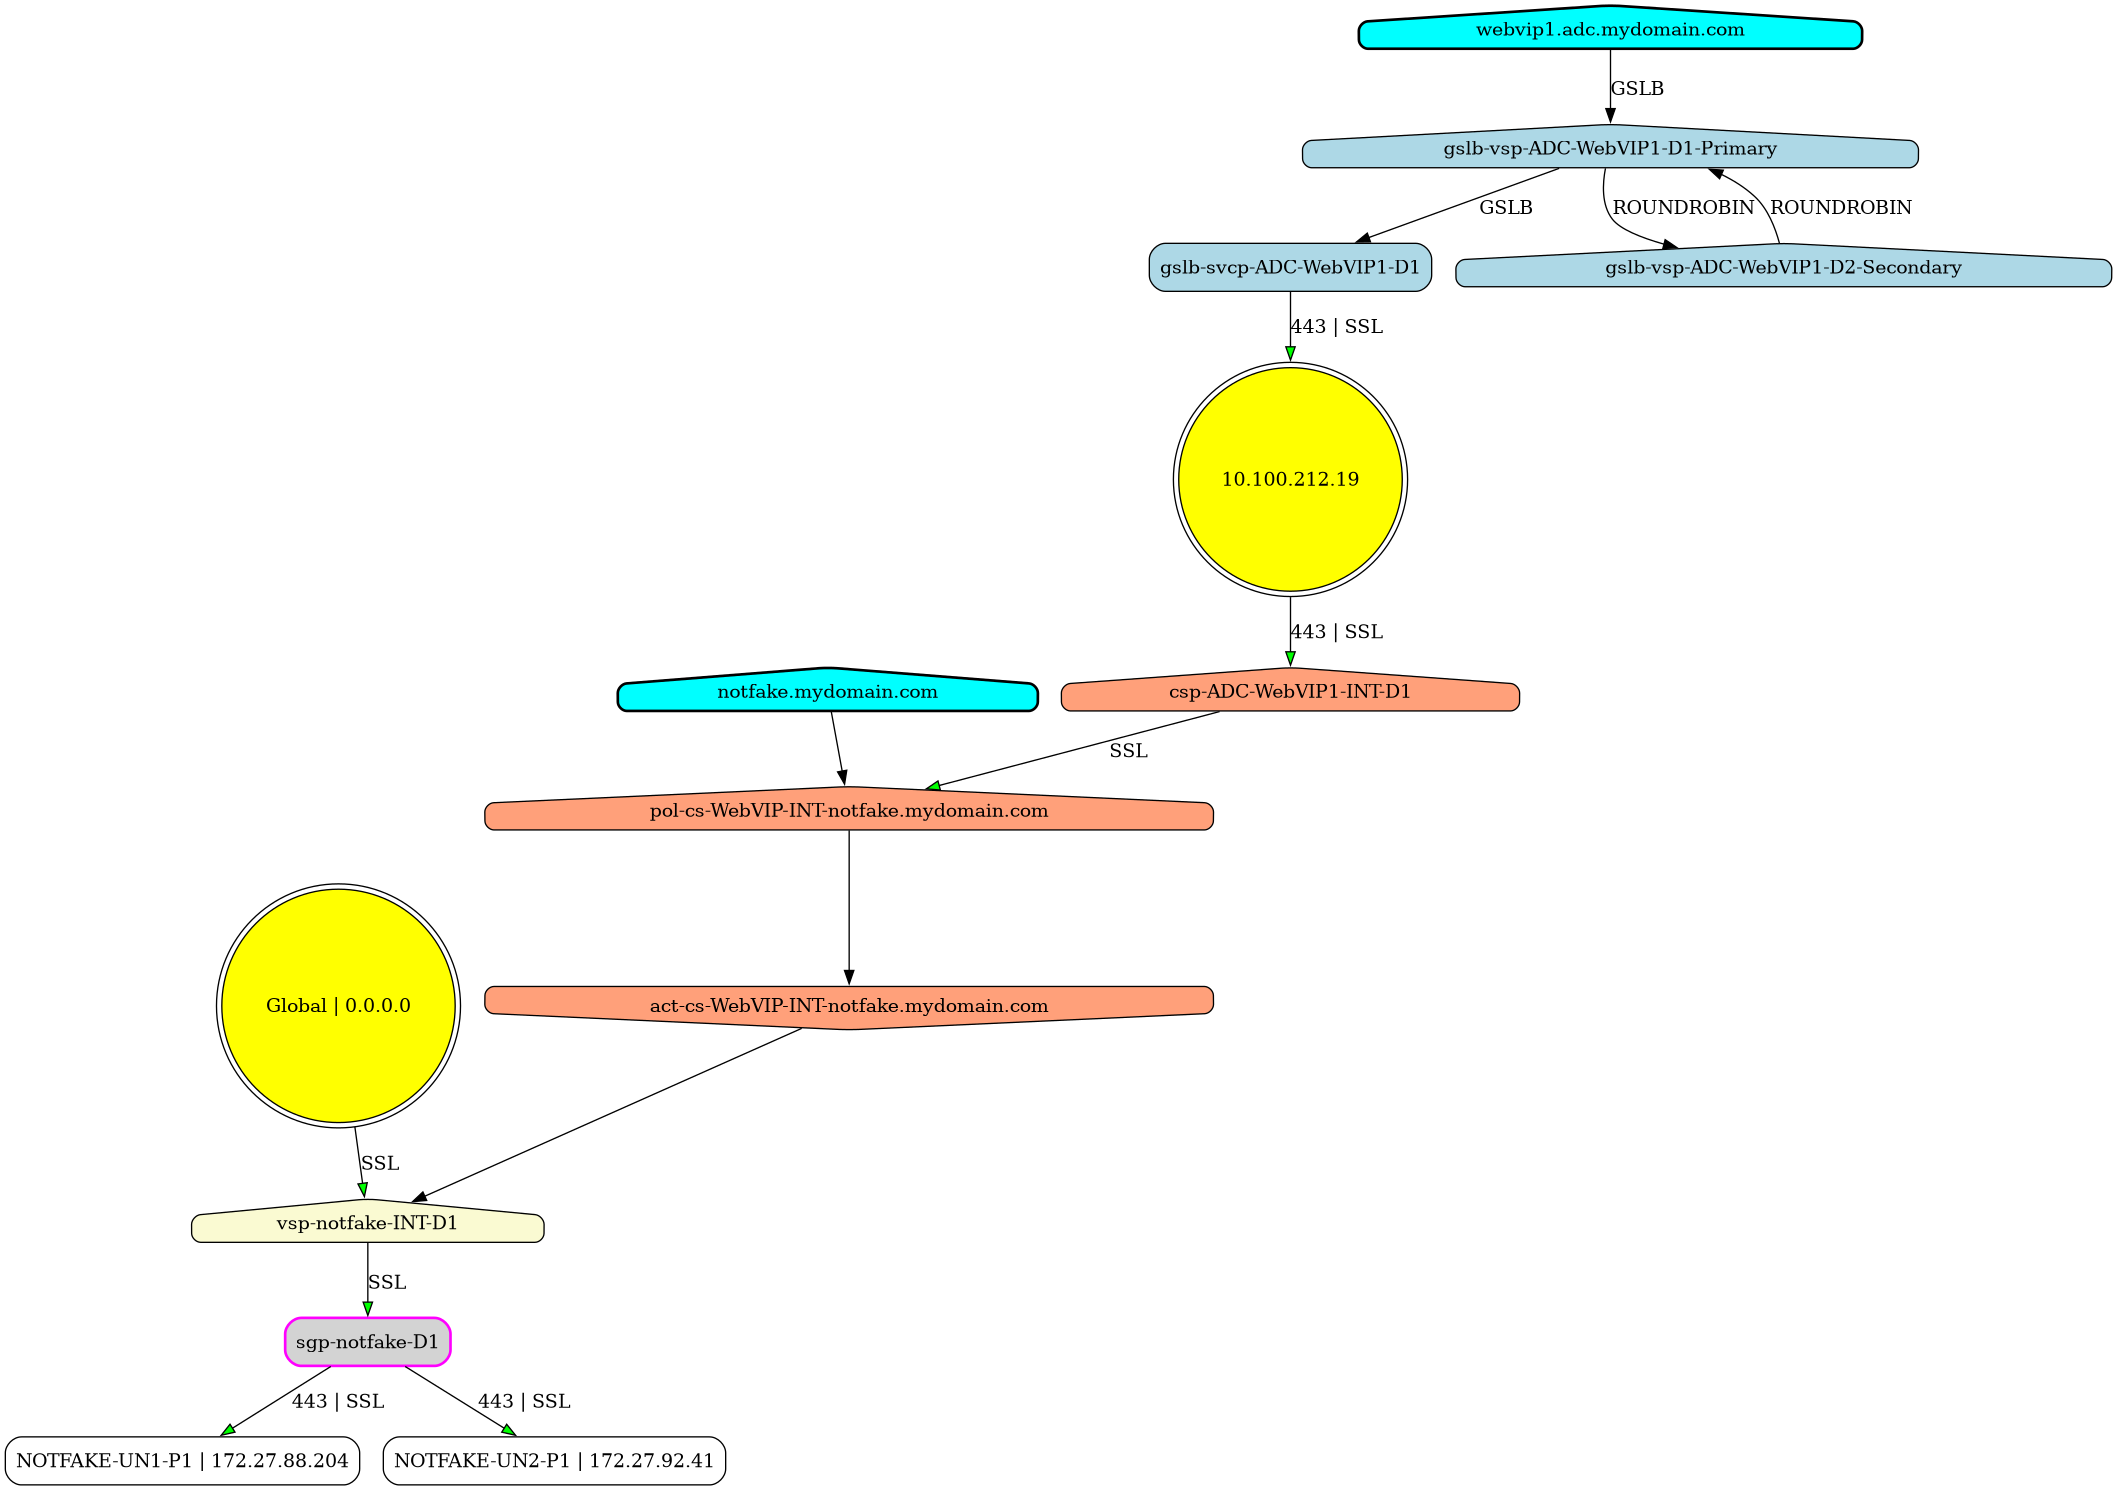 webvip1.adc.mydomain.com
GSLB
gslb-vsp-ADC-WebVIP1-D1-Primary
GSLB
ROUNDROBIN
ROUNDROBIN
gslb-svcp-ADC-WebVIP1-D1
gslb-vsp-ADC-WebVIP1-D2-Secondary
443 | SSL
10.100.212.19
443 | SSL
notfake.mydomain.com
csp-ADC-WebVIP1-INT-D1
SSL
pol-cs-WebVIP-INT-notfake.mydomain.com
Global | 0.0.0.0
act-cs-WebVIP-INT-notfake.mydomain.com
SSL
vsp-notfake-INT-D1
SSL
sgp-notfake-D1
443 | SSL
443 | SSL
NOTFAKE-UN1-P1 | 172.27.88.204
NOTFAKE-UN2-P1 | 172.27.92.41